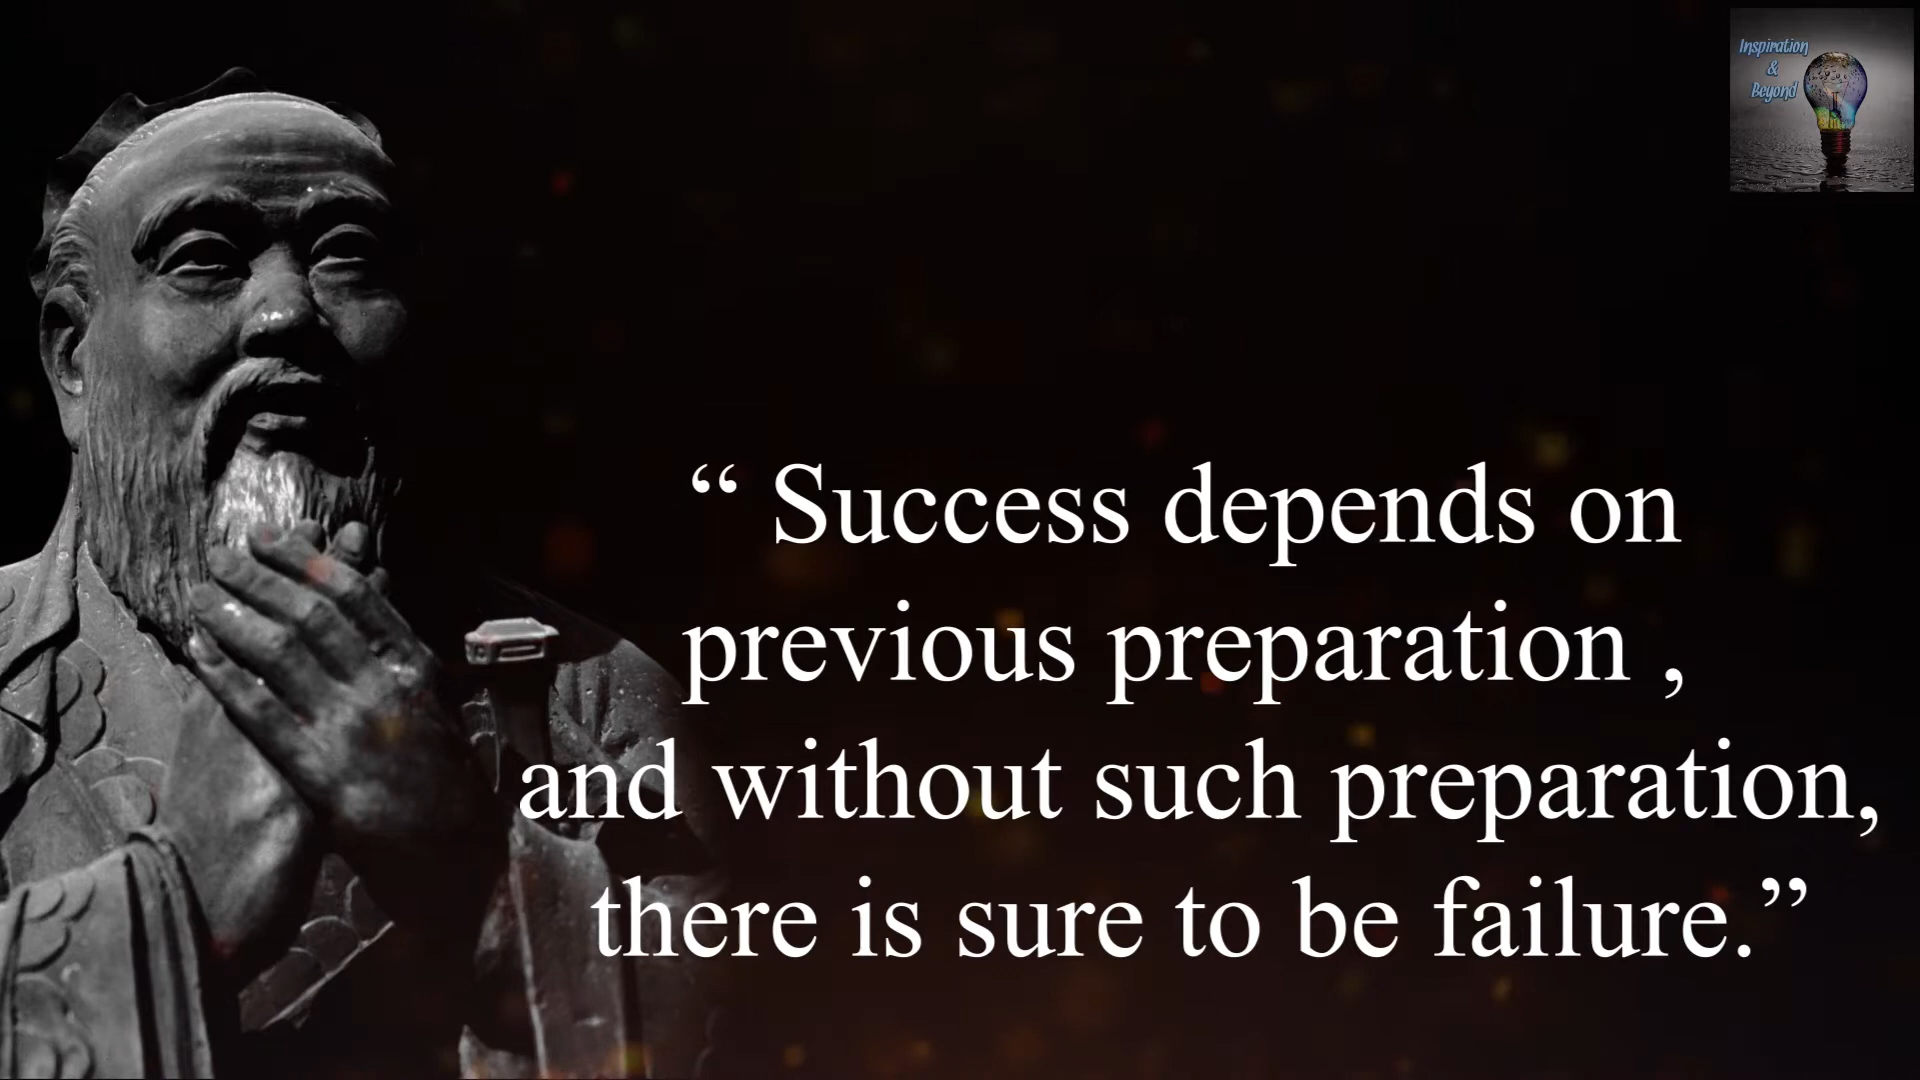 Inspiration
&
Beyond
“ Success depends on
previous preparation ,
and without such preparation,
there is sure to be failure.”